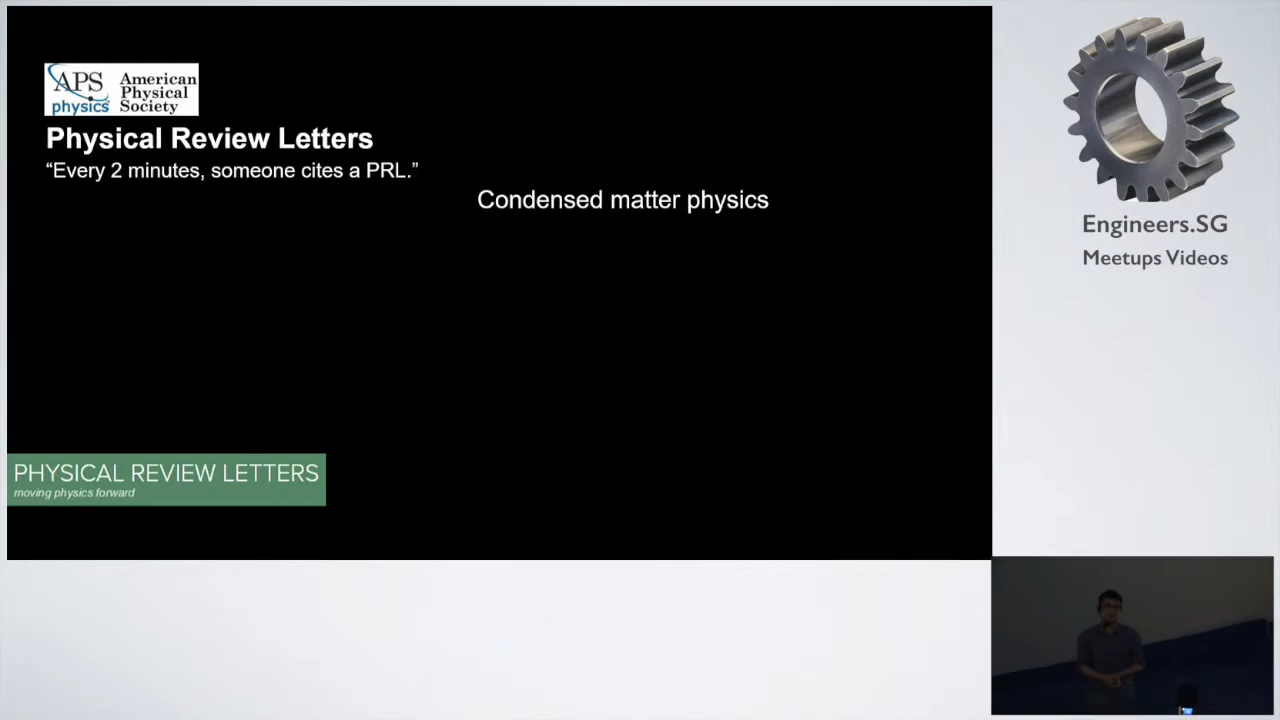 APS
physics
American
Physical
Society
Physical Review Letters
“Every 2 minutes, someone cites a PRL.”
Condensed matter physics
PHYSICAL REVIEW LETTERS
moving physics forward
Engineers.SG
Meetups Videos